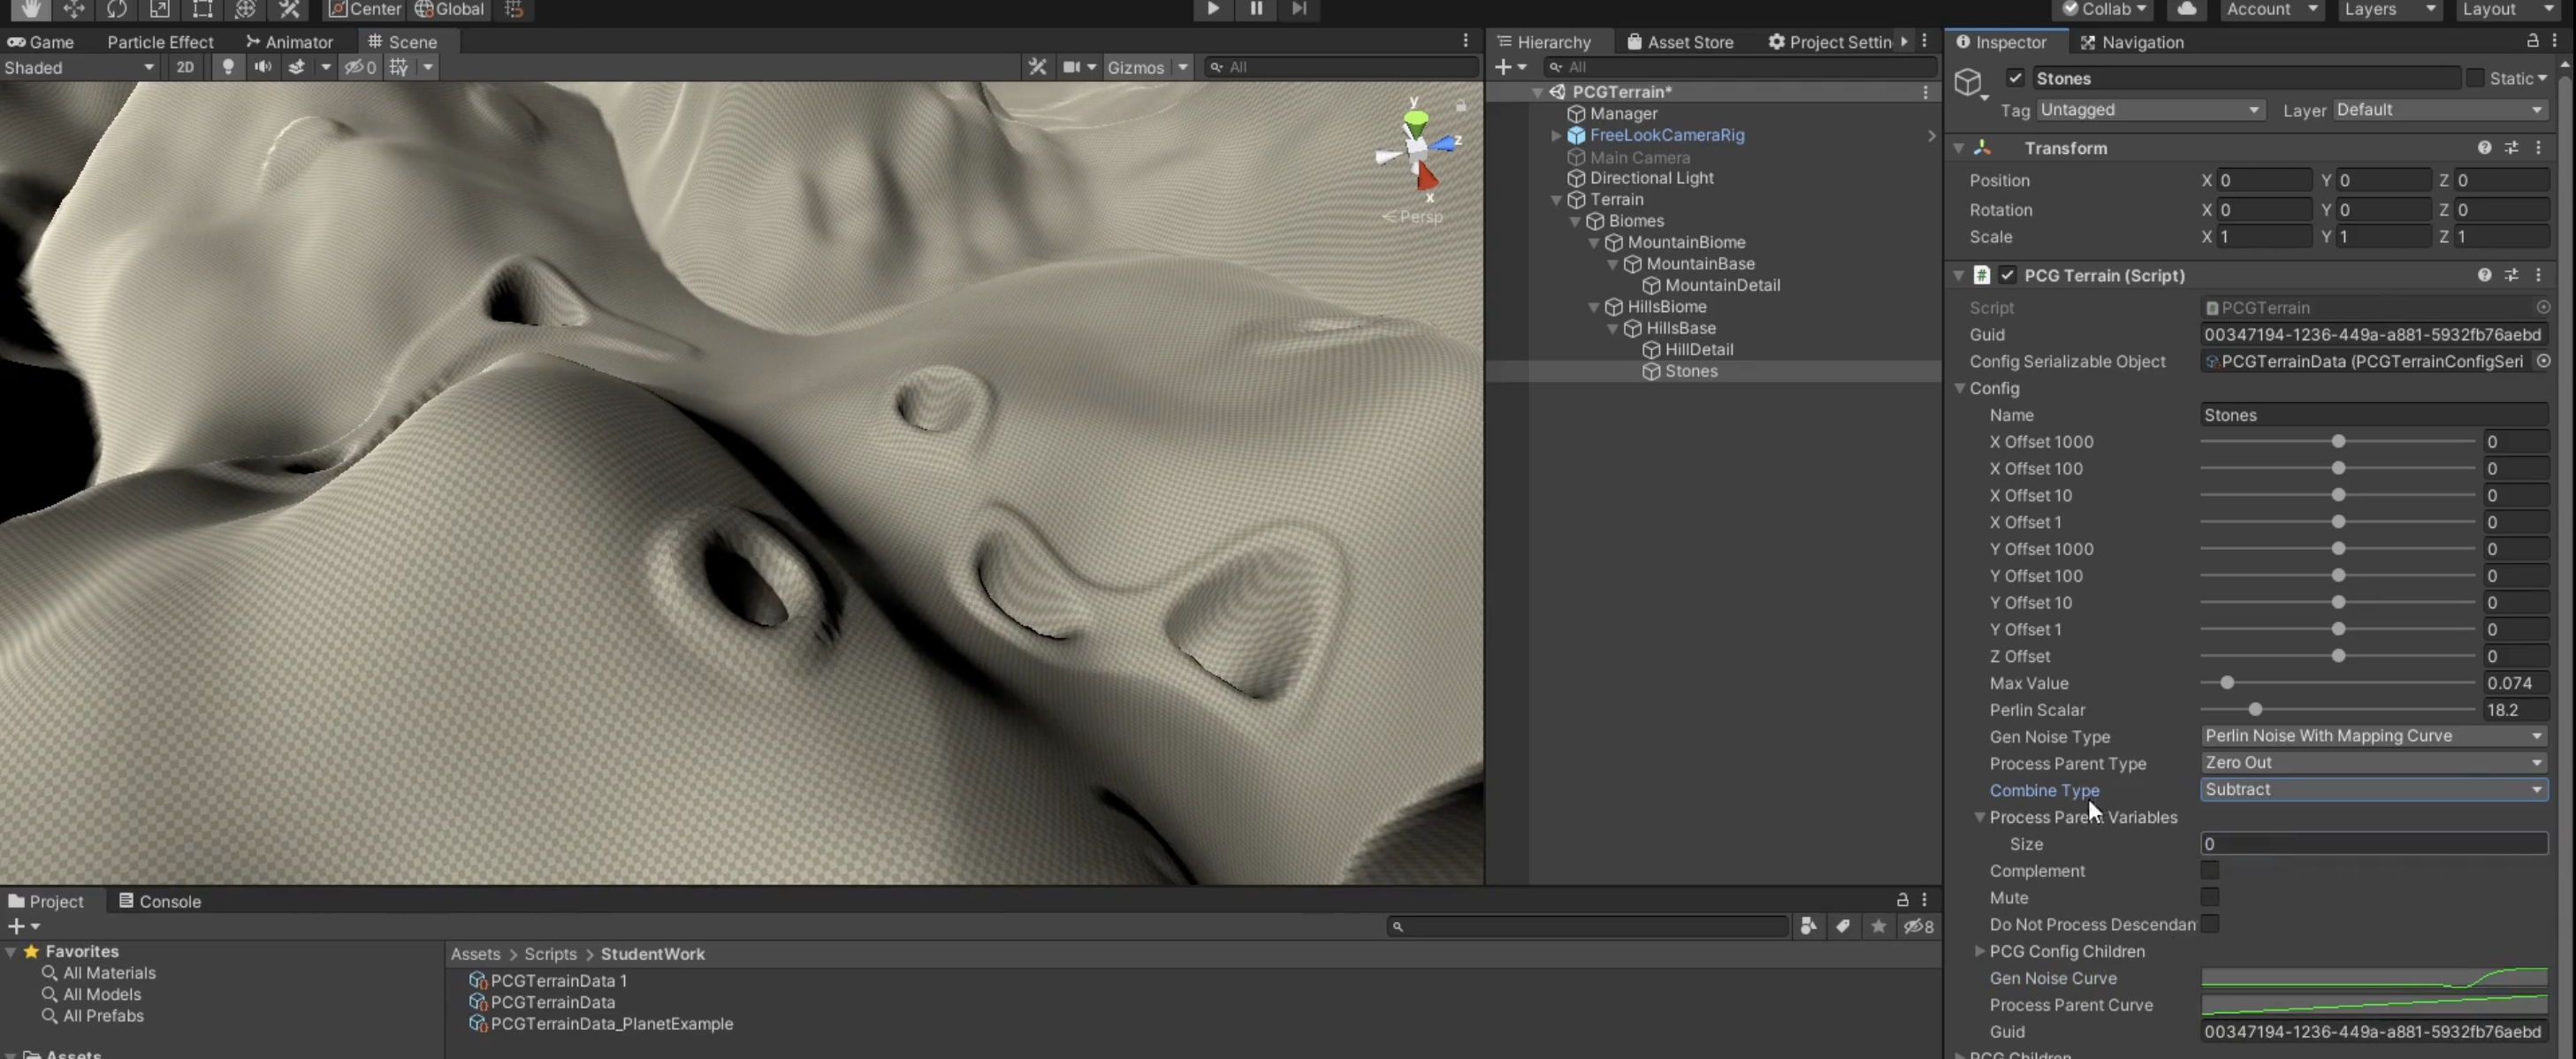 Center Global Collab Account Layers Layout
Game Particle Effect Animator Scene
Shaded 2D 0 Gizmos All
y
z
x
Persp
Hierarchy Asset Store Project Settin
All
PCGTerrain*
Manager
FreeLookCameraRig
Main Camera
Directional Light
Terrain
Biomes
MountainBiome
MountainBase
MountainDetail
HillsBiome
HillsBase
HillDetail
Stones
Inspector Navigation
Stones Static
Tag Untagged Layer Default
Transform
Position X 0 Y 0 Z 0
Rotation X 0 Y 0 Z 0
Scale X 1 Y 1 Z 1
# PCG Terrain (Script)
Script PCGTerrain
Guid 00347194-1236-449a-a881-5932fb76aebd
Config Serializable Object PCGTerrainData (PCGTerrainConfigSeri
Config
Name Stones
X Offset 1000 0
X Offset 100 0
X Offset 10 0
X Offset 1 0
Y Offset 1000 0
Y Offset 100 0
Y Offset 10 0
Y Offset 1 0
Z Offset 0
Max Value 0.074
Perlin Scalar 18.2
Gen Noise Type Perlin Noise With Mapping Curve
Process Parent Type Zero Out
Combine Type Subtract
Process Parent Variables
Size 0
Complement
Mute
Do Not Process Descendan
PCG Config Children
Gen Noise Curve
Process Parent Curve
Guid 00347194-1236-449a-a881-5932fb76aebd
PCG Children
Project Console
8
Favorites
All Materials
All Models
All Prefabs
Assets
Assets > Scripts > StudentWork
PCGTerrainData 1
PCGTerrainData
PCGTerrainData_PlanetExample